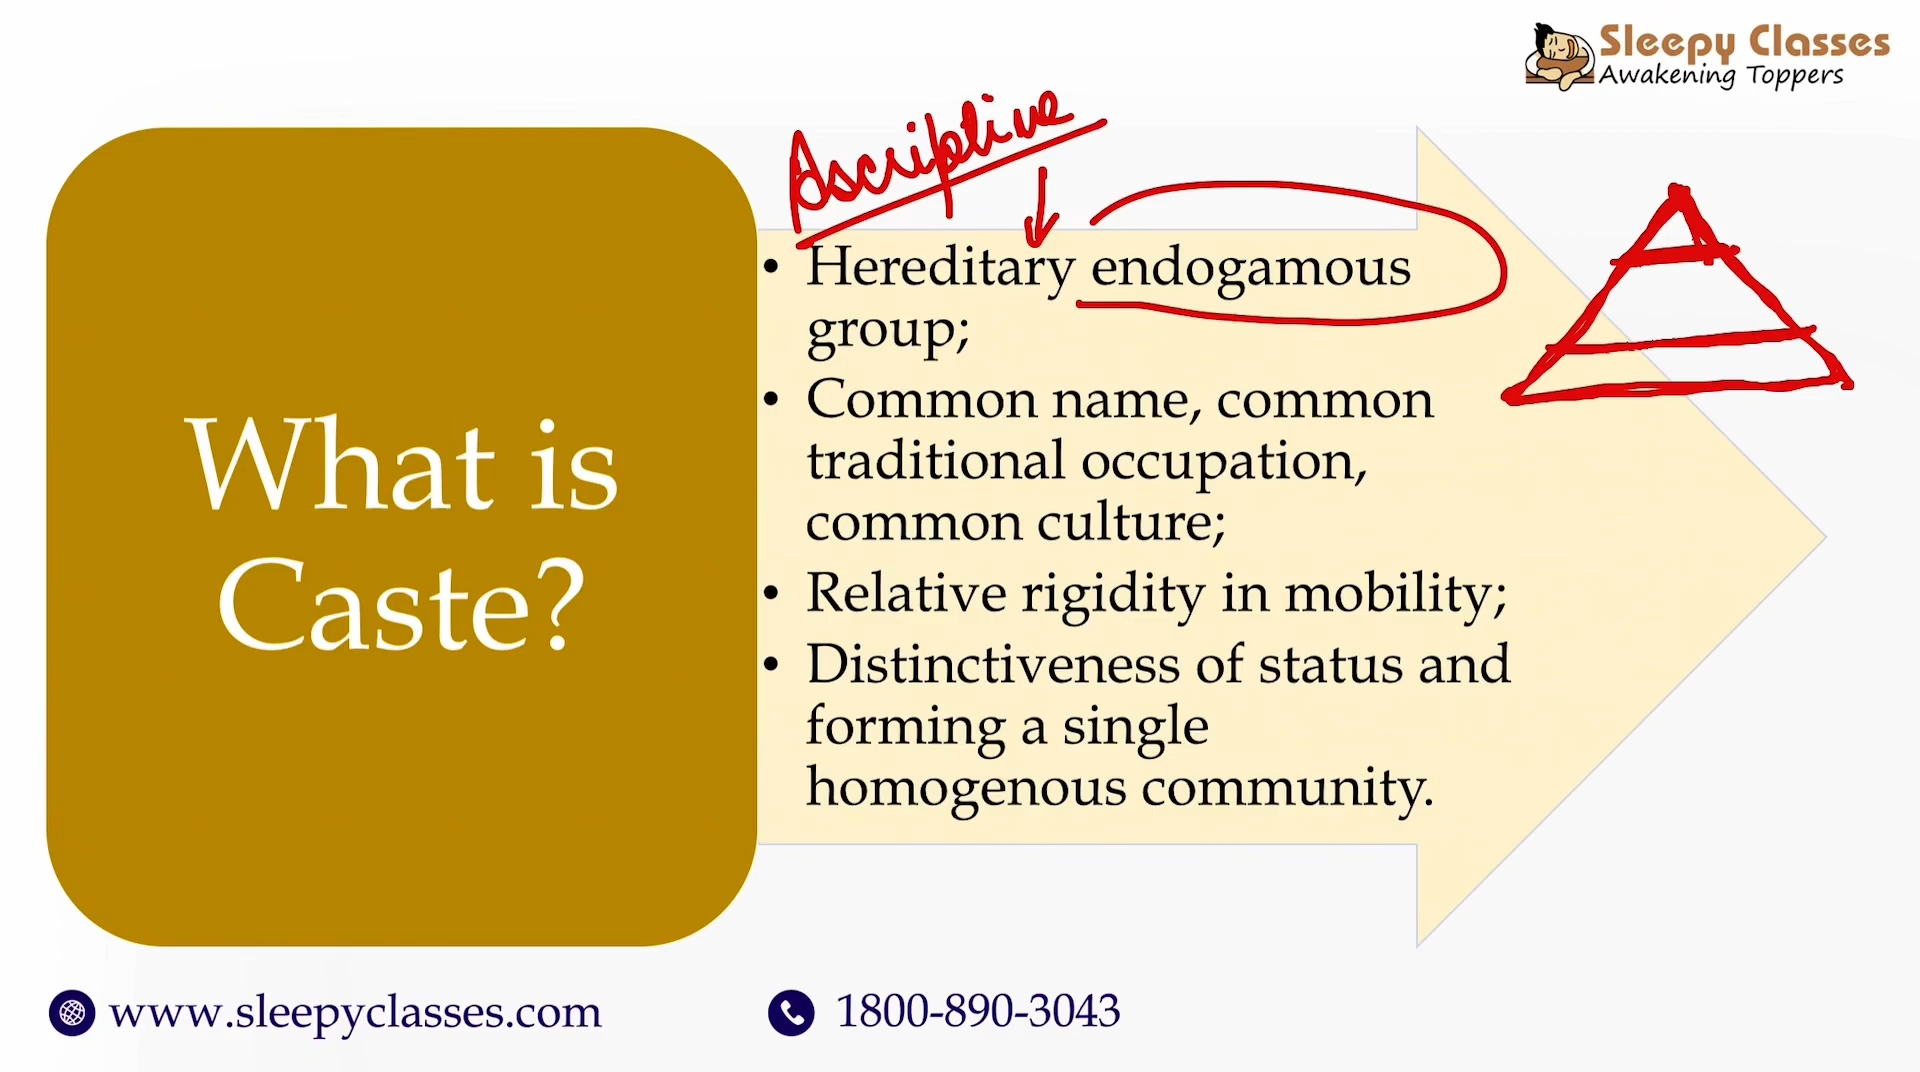 Sleepy Classes
Awakening Toppers
Ascriptive
What is
Caste?
• Hereditary endogamous
group;
• Common name, common
traditional occupation,
common culture;
• Relative rigidity in mobility;
• Distinctiveness of status and
forming a single
homogenous community.
www.sleepyclasses.com
1800-890-3043